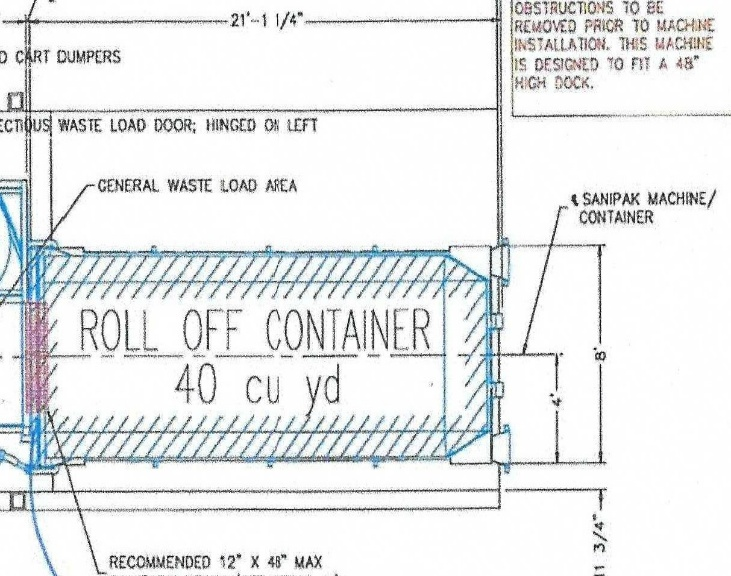 21'-1 1/4"
OBSTRUCTIONS TO BE
REMOVED PRIOR TO MACHINE
INSTALLATION. THIS MACHINE
IS DESIGNED TO FIT A 48"
HIGH DOCK.
CART DUMPERS
WASTE LOAD DOOR; HINGED ON LEFT
GENERAL WASTE LOAD AREA
℄ SANIPAK MACHINE/
CONTAINER
ROLL OFF CONTAINER
40 cu yd
8'
4'
3/4"
RECOMMENDED 12" X 48" MAX